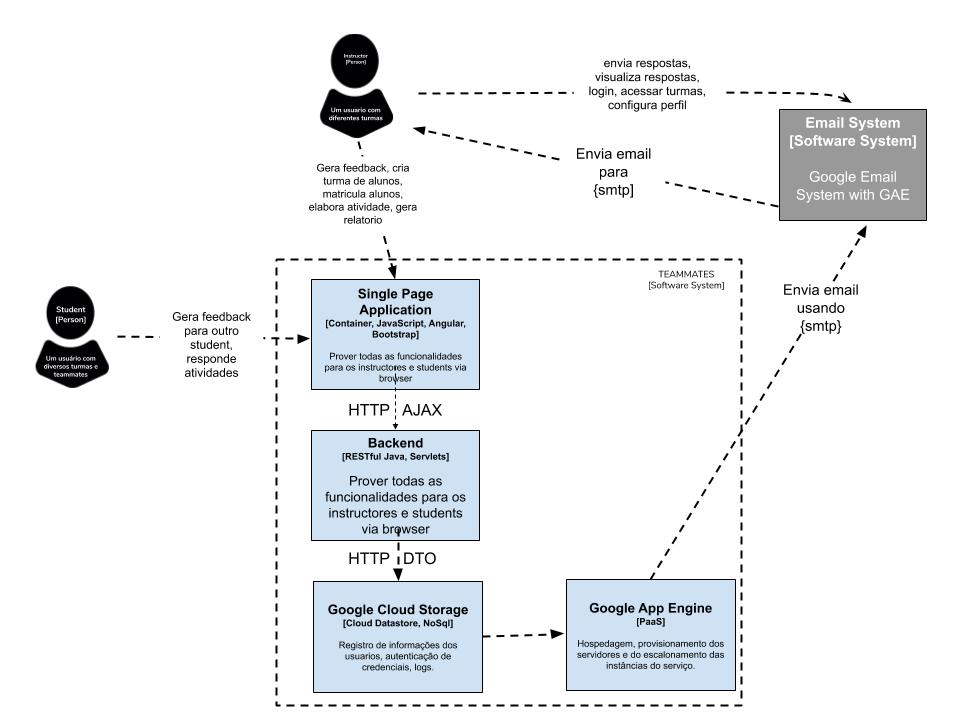 Instructor
[Person]
Um usuario com
diferentes turmas
envia respostas,
visualiza respostas,
login, acessar turmas,
configura perfil
Email System
[Software System]
Google Email
System with GAE
Envia email
para
{smtp]
Gera feedback, cria
turma de alunos,
matricula alunos,
elabora atividade, gera
relatorio
TEAMMATES
[Software System]
Single Page
Application
[Container, JavaScript, Angular,
Bootstrap]
Prover todas as funcionalidades
para os instructores e students via
browser
Student
[Person]
Um usuário com
diversos turmas e
teammates
Gera feedback
para outro
student,
responde
atividades
Envia email
usando
{smtp}
HTTP AJAX
Backend
[RESTful Java, Servlets]
Prover todas as
funcionalidades para os
instructores e students
via browser
HTTP DTO
Google Cloud Storage
[Cloud Datastore, NoSql]
Registro de informações dos
usuarios, autenticação de
credenciais, logs.
Google App Engine
[PaaS]
Hospedagem, provisionamento dos
servidores e do escalonamento das
instâncias do serviço.